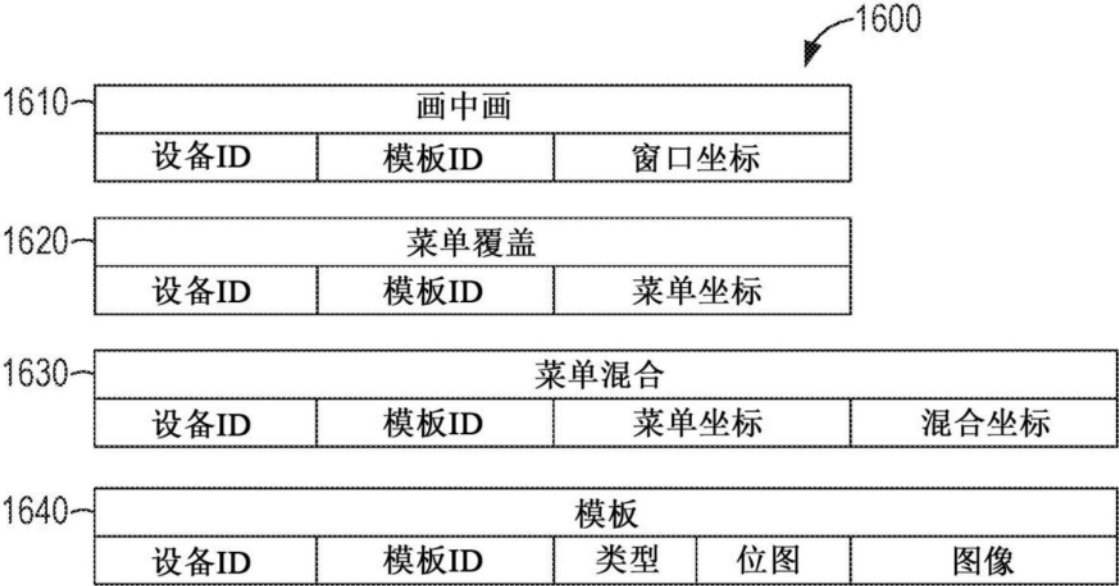 1600
1610 画中画
设备ID 模板ID 窗口坐标
1620 菜单覆盖
设备ID 模板ID 菜单坐标
1630 菜单混合
设备ID 模板ID 菜单坐标 混合坐标
1640 模板
设备ID 模板ID 类型 位图 图像